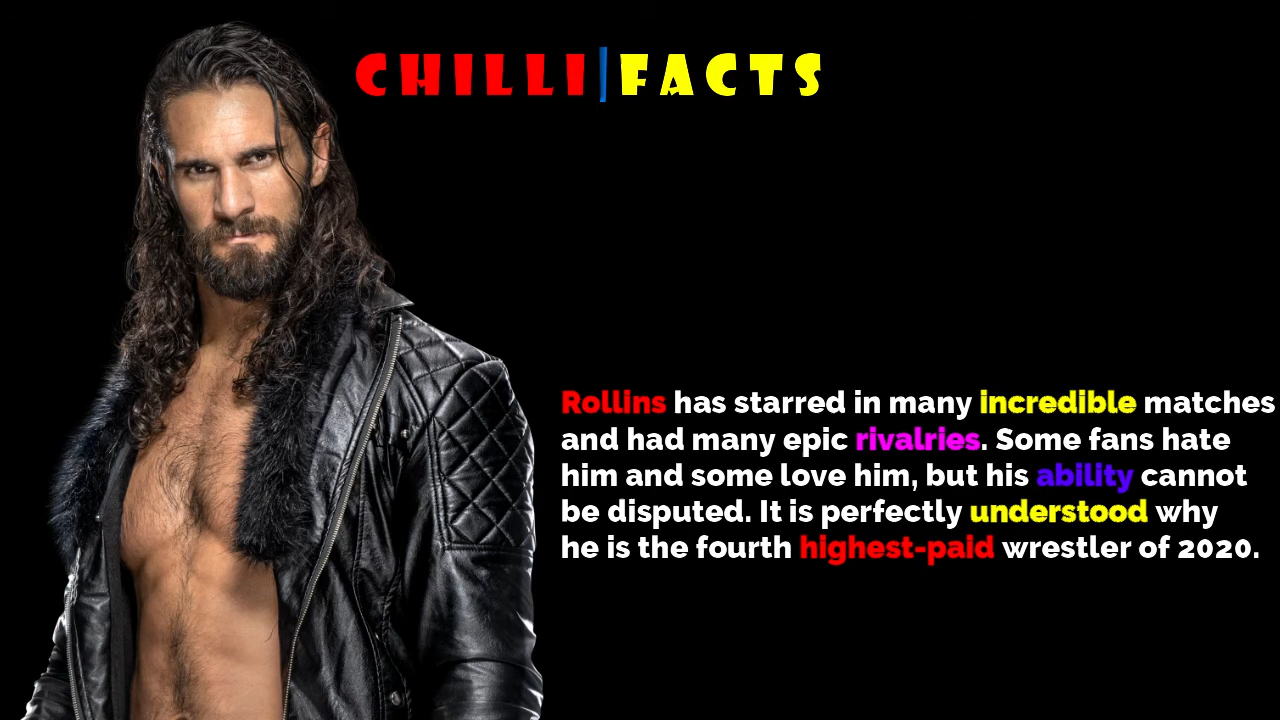 CHILLI|FACTS
Rollins has starred in many incredible matches
and had many epic rivalries. Some fans hate
him and some love him, but his ability cannot
be disputed. It is perfectly understood why
he is the fourth highest-paid wrestler of 2020.